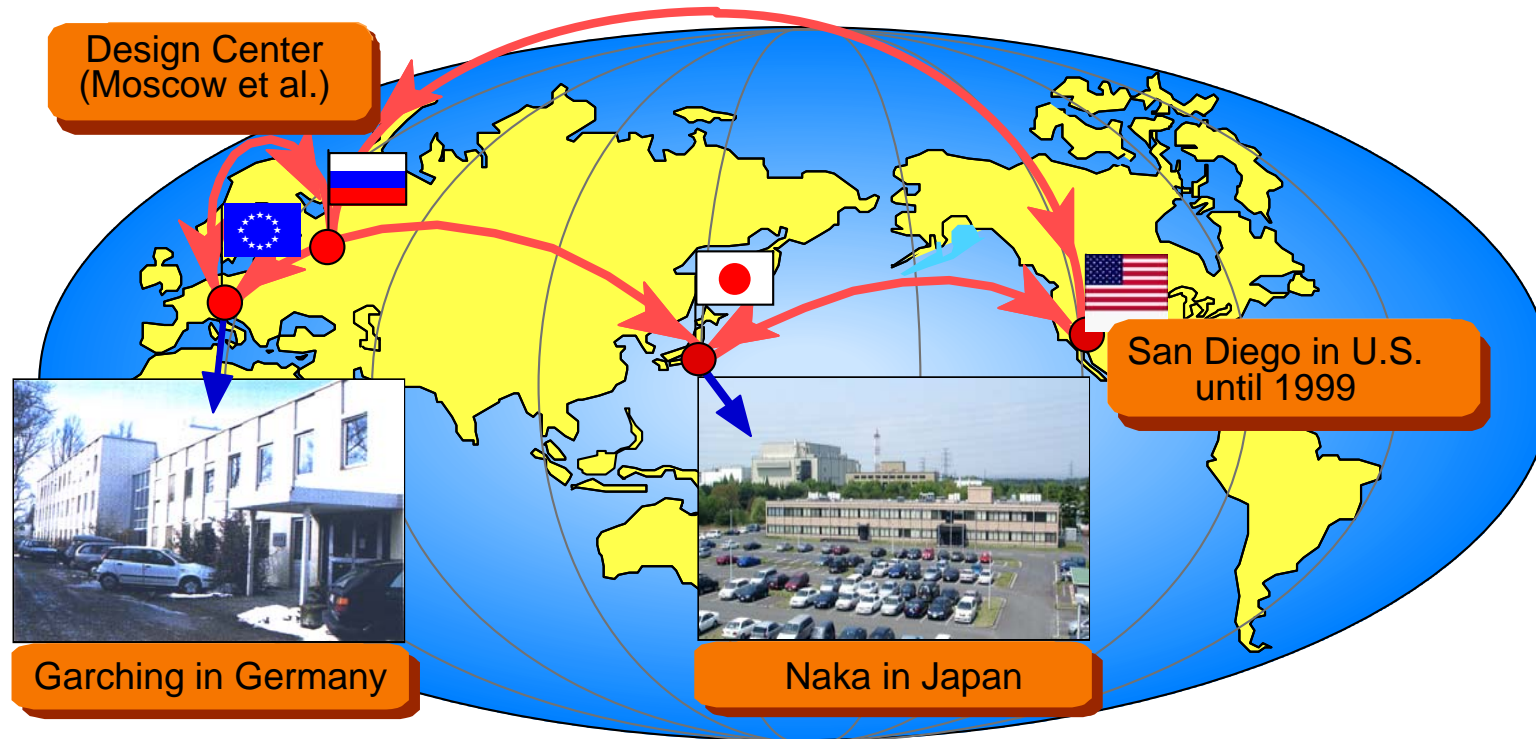 Design Center
(Moscow et al.)
San Diego in U.S.
until 1999
Garching in Germany
Naka in Japan